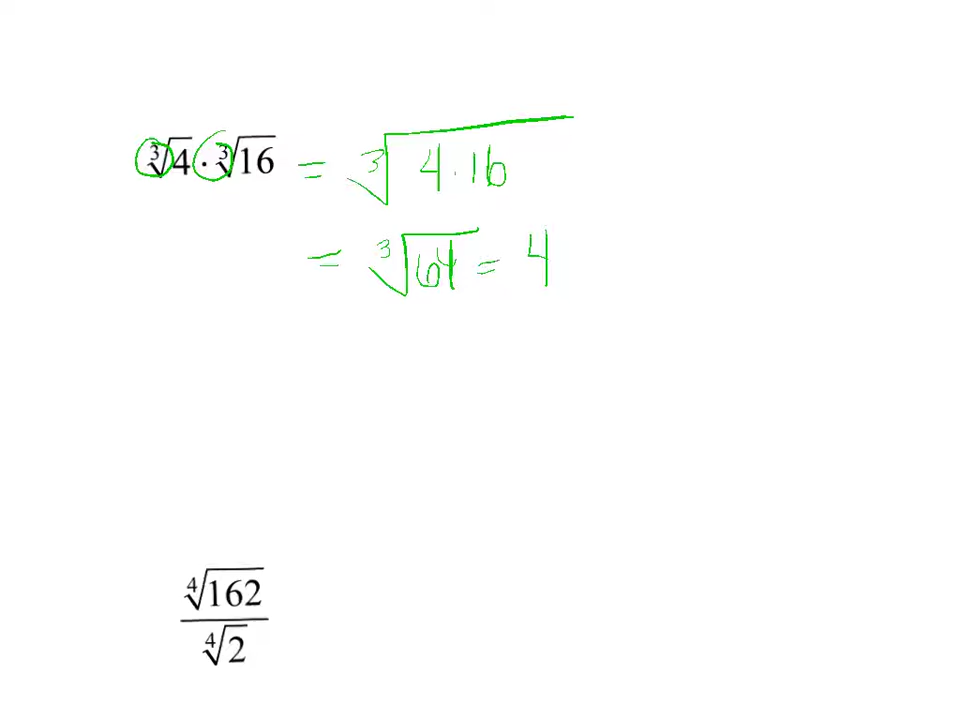 ∛4 · ∛16 = ∛(4·16)
= ∛64 = 4
∜162
∜2